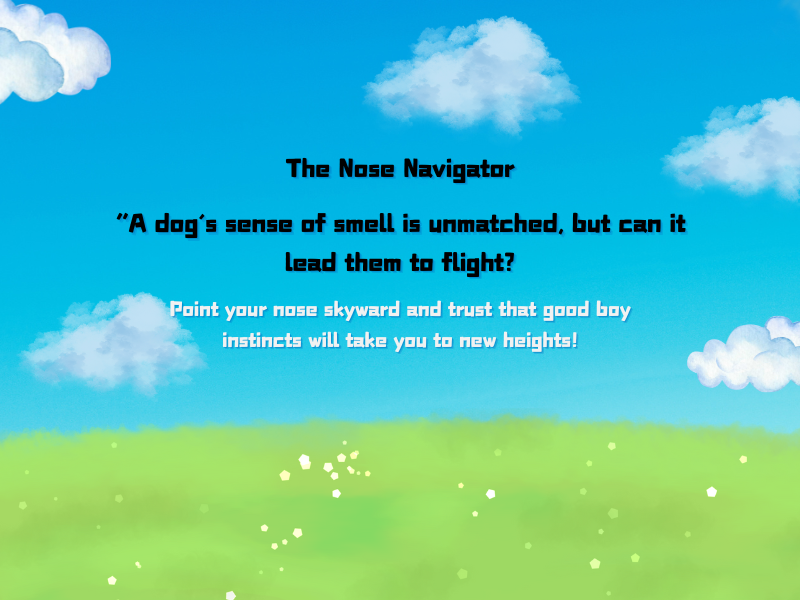 The Nose Navigator
“A dog's sense of smell is unmatched, but can it
lead them to flight?
Point your nose skyward and trust that good boy
instincts will take you to new heights!